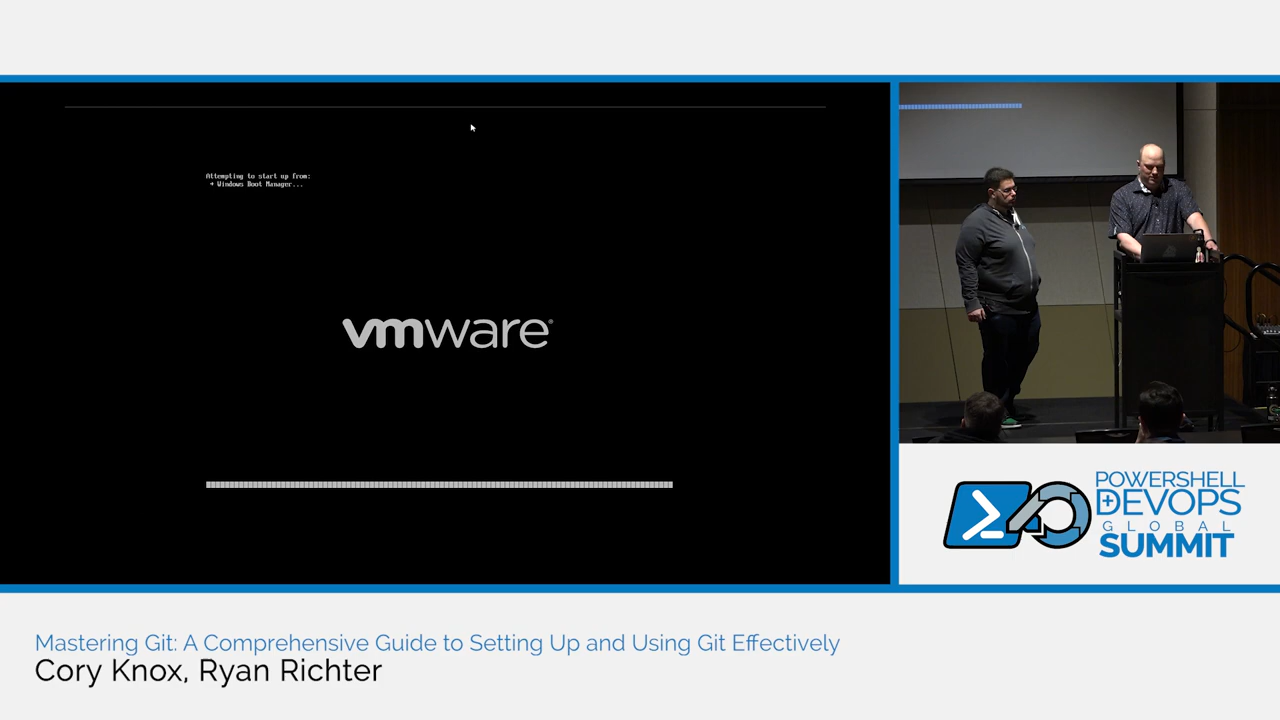 Attempting to start up from:
→ Windows Boot Manager...
vmware®
POWERSHELL
+DEVOPS
GLOBAL
SUMMIT
Mastering Git: A Comprehensive Guide to Setting Up and Using Git Effectively
Cory Knox, Ryan Richter